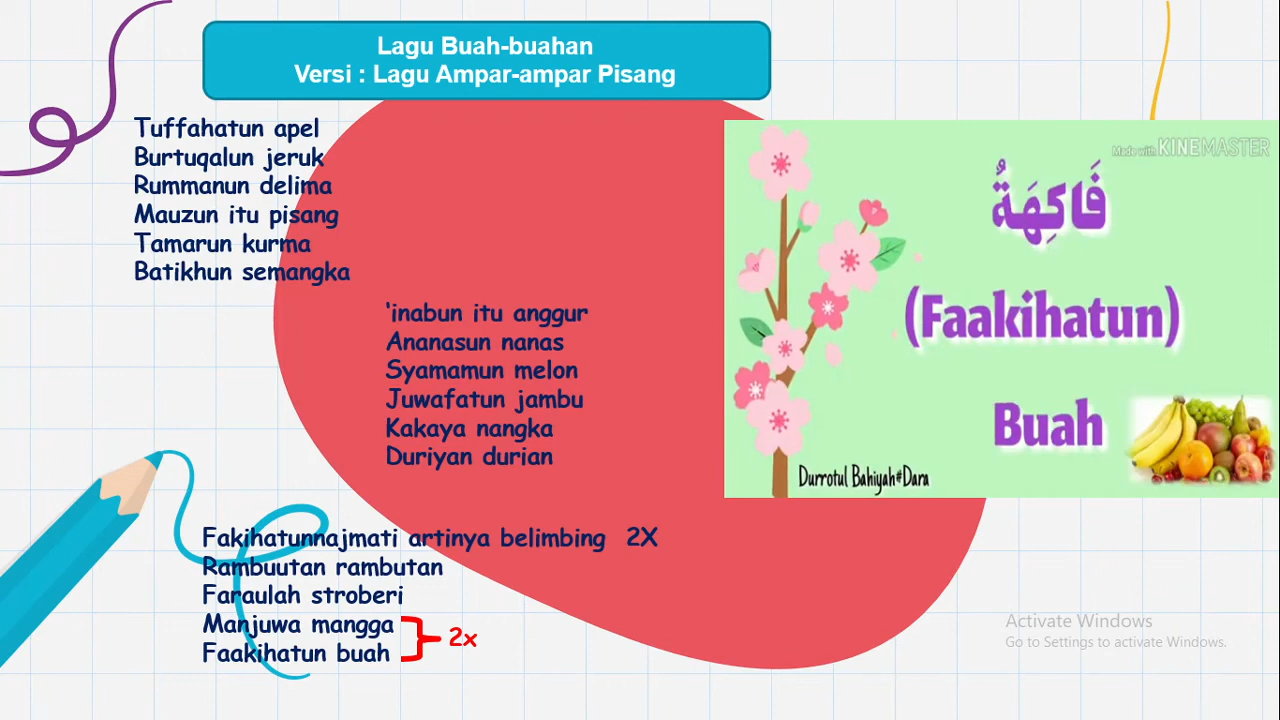 Lagu Buah-buahan
Versi : Lagu Ampar-ampar Pisang
Tuffahatun apel
Burtuqalun jeruk
Rummanun delima
Mauzun itu pisang
Tamarun kurma
Batikhun semangka
‘inabun itu anggur
Ananasun nanas
Syamamun melon
Juwafatun jambu
Kakaya nangka
Duriyan durian
Fakihatunnajmati artinya belimbing  2X
Rambuutan rambutan
Faraulah stroberi
Manjuwa mangga
Faakihatun buah
2x
Made with KINEMASTER
فَاكِهَةٌ
(Faakihatun)
Buah
Durrotul Bahiyah#Dara
Activate Windows
Go to Settings to activate Windows.